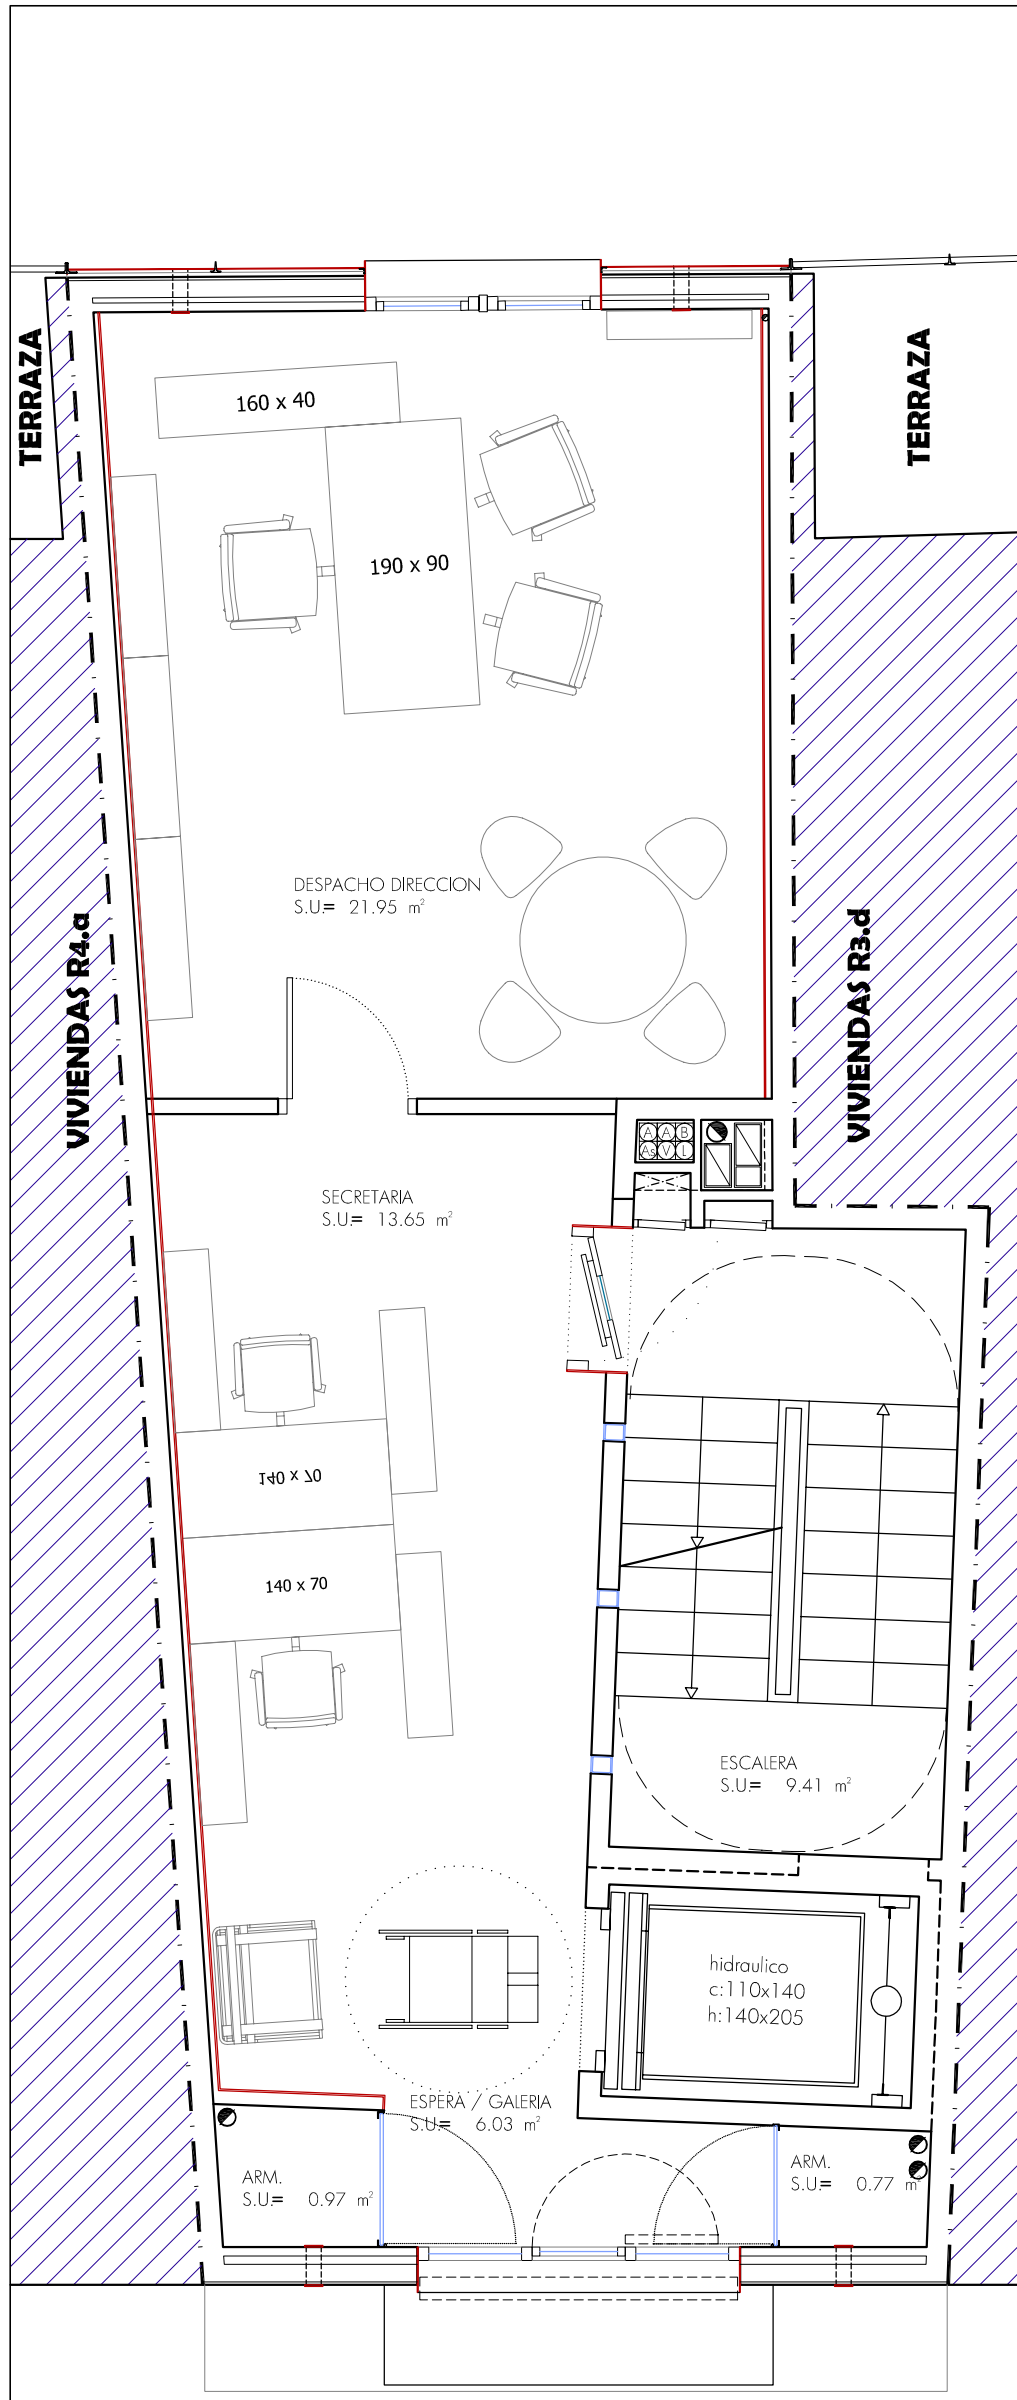 TERRAZA
TERRAZA
160 x 40
190 x 90
DESPACHO DIRECCION
S.U.= 21.95 m²
VIVIENDAS R4.a
VIVIENDAS R3.d
A A B
As V L
SECRETARIA
S.U.= 13.65 m²
140 x 70
140 x 70
ESCALERA
S.U.= 9.41 m²
hidraulico
c:110x140
h:140x205
ESPERA / GALERIA
S.U.= 6.03 m²
ARM.
S.U.= 0.97 m²
ARM.
S.U.= 0.77 m²